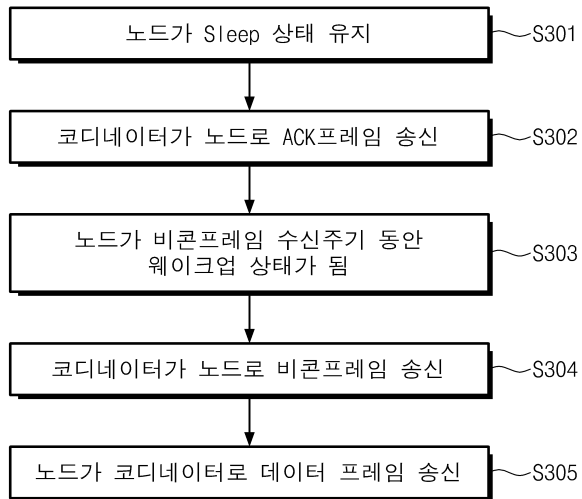 노드가 Sleep 상태 유지
S301
코디네이터가 노드로 ACK프레임 송신
S302
노드가 비콘프레임 수신주기 동안
웨이크업 상태가 됨
S303
코디네이터가 노드로 비콘프레임 송신
S304
노드가 코디네이터로 데이터 프레임 송신
S305